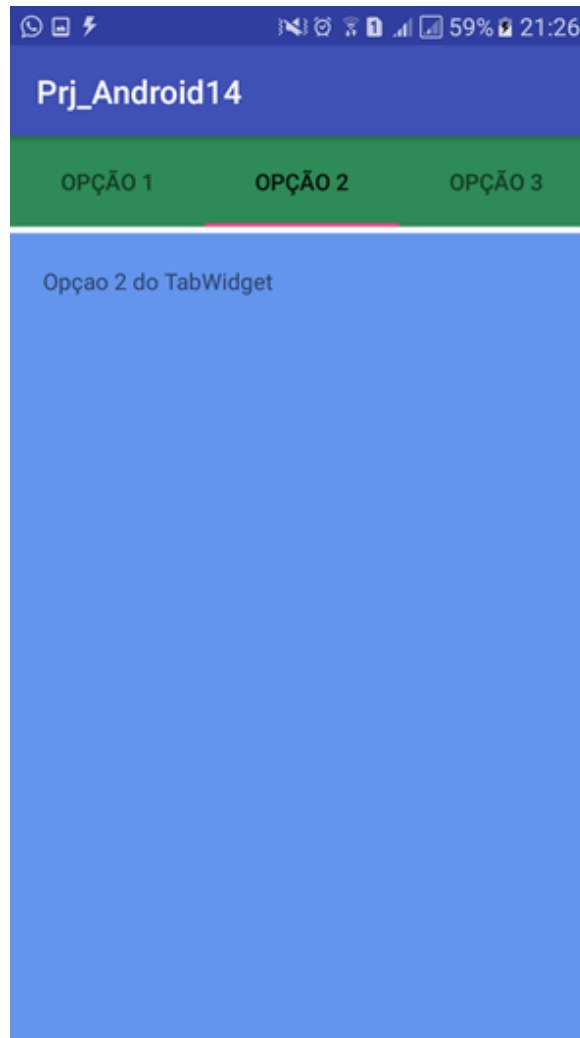 59% 21:26
Prj_Android14
OPÇÃO 1 OPÇÃO 2 OPÇÃO 3
Opçao 2 do TabWidget